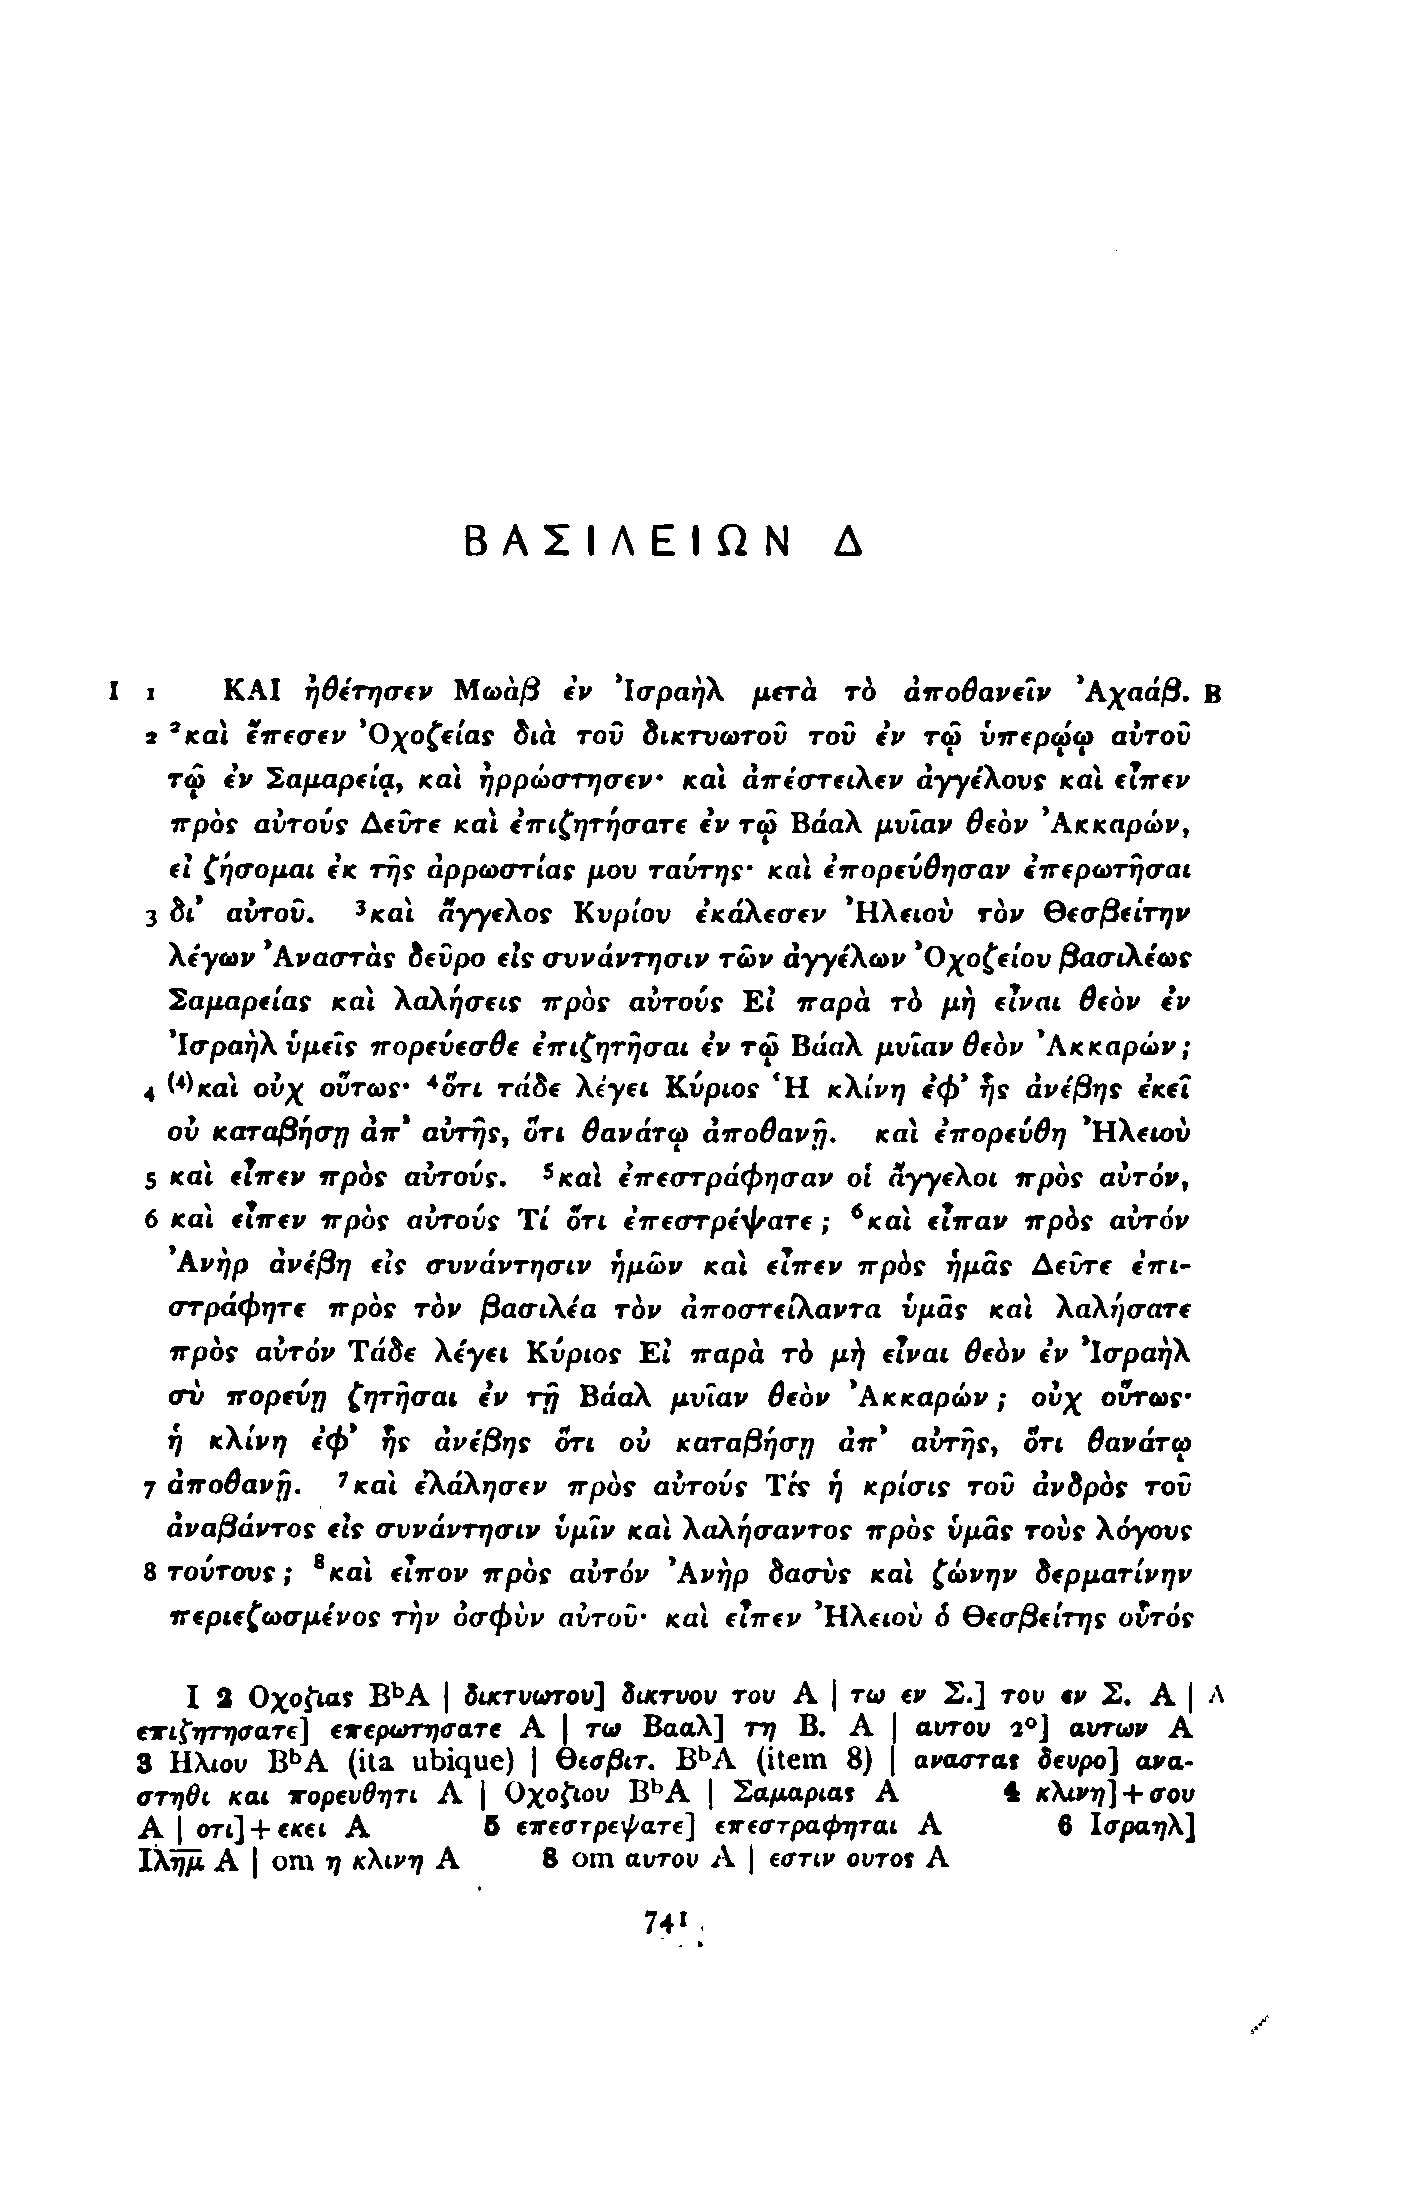 ΒΑΣΙΛΕΙΩΝ Δ
I 1 ΚΑΙ ἠθέτησεν Μωὰβ ἐν Ἰσραὴλ μετὰ τὸ ἀποθανεῖν Ἀχαάβ. B
2 ²καὶ ἔπεσεν Ὀχοζείας διὰ τοῦ δικτυωτοῦ τοῦ ἐν τῷ ὑπερῴῳ αὐτοῦ
τῷ ἐν Σαμαρείᾳ, καὶ ἠρρώστησεν· καὶ ἀπέστειλεν ἀγγέλους καὶ εἶπεν
πρὸς αὐτούς Δεῦτε καὶ ἐπιζητήσατε ἐν τῷ Βάαλ μυῖαν θεὸν Ἀκκαρών,
εἰ ζήσομαι ἐκ τῆς ἀρρωστίας μου ταύτης· καὶ ἐπορεύθησαν ἐπερωτῆσαι
3 δι᾽ αὐτοῦ. ³καὶ ἄγγελος Κυρίου ἐκάλεσεν Ἠλειοὺ τὸν Θεσβείτην
λέγων Ἀναστὰς δεῦρο εἰς συνάντησιν τῶν ἀγγέλων Ὀχοζείου βασιλέως
Σαμαρείας καὶ λαλήσεις πρὸς αὐτούς Εἰ παρὰ τὸ μὴ εἶναι θεὸν ἐν
Ἰσραὴλ ὑμεῖς πορεύεσθε ἐπιζητῆσαι ἐν τῷ Βάαλ μυῖαν θεὸν Ἀκκαρών;
4 ⁽⁴⁾καὶ οὐχ οὕτως· ⁴ὅτι τάδε λέγει Κύριος Ἡ κλίνη ἐφ᾽ ἧς ἀνέβης ἐκεῖ
οὐ καταβήσῃ ἀπ᾽ αὐτῆς, ὅτι θανάτῳ ἀποθανῇ. καὶ ἐπορεύθη Ἠλειοὺ
5 καὶ εἶπεν πρὸς αὐτούς. ⁵καὶ ἐπεστράφησαν οἱ ἄγγελοι πρὸς αὐτόν,
6 καὶ εἶπεν πρὸς αὐτούς Τί ὅτι ἐπεστρέψατε; ⁶καὶ εἶπαν πρὸς αὐτόν
Ἀνὴρ ἀνέβη εἰς συνάντησιν ἡμῶν καὶ εἶπεν πρὸς ἡμᾶς Δεῦτε ἐπι-
στράφητε πρὸς τὸν βασιλέα τὸν ἀποστείλαντα ὑμᾶς καὶ λαλήσατε
πρὸς αὐτόν Τάδε λέγει Κύριος Εἰ παρὰ τὸ μὴ εἶναι θεὸν ἐν Ἰσραὴλ
σὺ πορεύῃ ζητῆσαι ἐν τῇ Βάαλ μυῖαν θεὸν Ἀκκαρών; οὐχ οὕτως·
ἡ κλίνη ἐφ᾽ ἧς ἀνέβης ὅτι οὐ καταβήσῃ ἀπ᾽ αὐτῆς, ὅτι θανάτῳ
7 ἀποθανῇ. ⁷καὶ ἐλάλησεν πρὸς αὐτούς Τίς ἡ κρίσις τοῦ ἀνδρὸς τοῦ
ἀναβάντος εἰς συνάντησιν ὑμῖν καὶ λαλήσαντος πρὸς ὑμᾶς τοὺς λόγους
8 τούτους; ⁸καὶ εἶπον πρὸς αὐτόν Ἀνὴρ δασὺς καὶ ζώνην δερματίνην
περιεζωσμένος τὴν ὀσφὺν αὐτοῦ· καὶ εἶπεν Ἠλειοὺ ὁ Θεσβείτης οὗτός
I 2 Οχοζιας BᵇA | δικτυωτου] δικτυου του A | τω εν Σ.] του εν Σ. A | A
επιζητησατε] επερωτησατε A | τω Βααλ] τη Β. A | αυτου 2°] αυτων A
3 Ηλιου BᵇA (ita ubique) | Θεσβιτ. BᵇA (item 8) | αναστας δευρο] ανα-
στηθι και πορευθητι A | Οχοζιου BᵇA | Σαμαριας A 4 κλινη]+σου
A | οτι]+εκει A 5 επεστρεψατε] επεστραφηται A 6 Ισραηλ]
Ιλη̅μ̅ A | om η κλινη A 8 om αυτου A | εστιν ουτος A
741